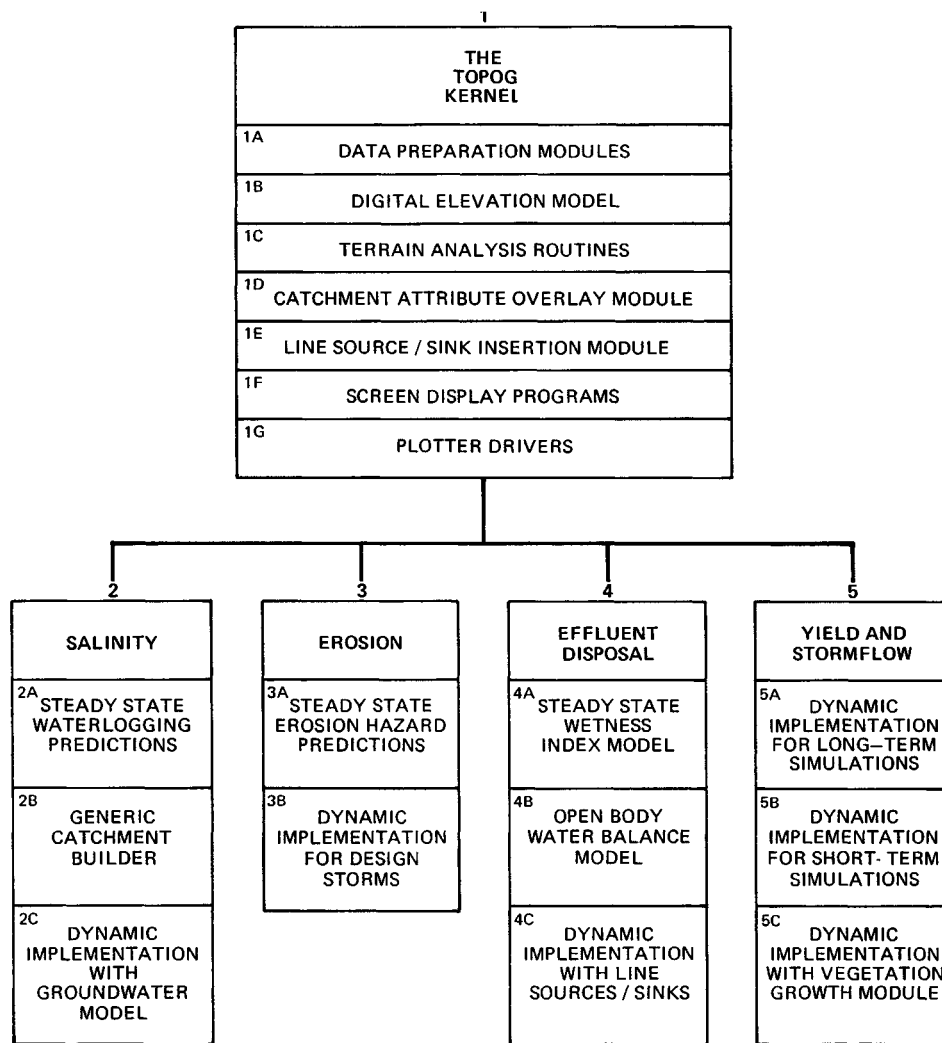 1
THE
TOPOG
KERNEL
1A
DATA PREPARATION MODULES
1B
DIGITAL ELEVATION MODEL
1C
TERRAIN ANALYSIS ROUTINES
1D
CATCHMENT ATTRIBUTE OVERLAY MODULE
1E
LINE SOURCE / SINK INSERTION MODULE
1F
SCREEN DISPLAY PROGRAMS
1G
PLOTTER DRIVERS
2
SALINITY
2A
STEADY STATE
WATERLOGGING
PREDICTIONS
2B
GENERIC
CATCHMENT
BUILDER
2C
DYNAMIC
IMPLEMENTATION
WITH
GROUNDWATER
MODEL
3
EROSION
3A
STEADY STATE
EROSION HAZARD
PREDICTIONS
3B
DYNAMIC
IMPLEMENTATION
FOR DESIGN
STORMS
4
EFFLUENT
DISPOSAL
4A
STEADY STATE
WETNESS
INDEX MODEL
4B
OPEN BODY
WATER BALANCE
MODEL
4C
DYNAMIC
IMPLEMENTATION
WITH LINE
SOURCES / SINKS
5
YIELD AND
STORMFLOW
5A
DYNAMIC
IMPLEMENTATION
FOR LONG–TERM
SIMULATIONS
5B
DYNAMIC
IMPLEMENTATION
FOR SHORT- TERM
SIMULATIONS
5C
DYNAMIC
IMPLEMENTATION
WITH VEGETATION
GROWTH MODULE